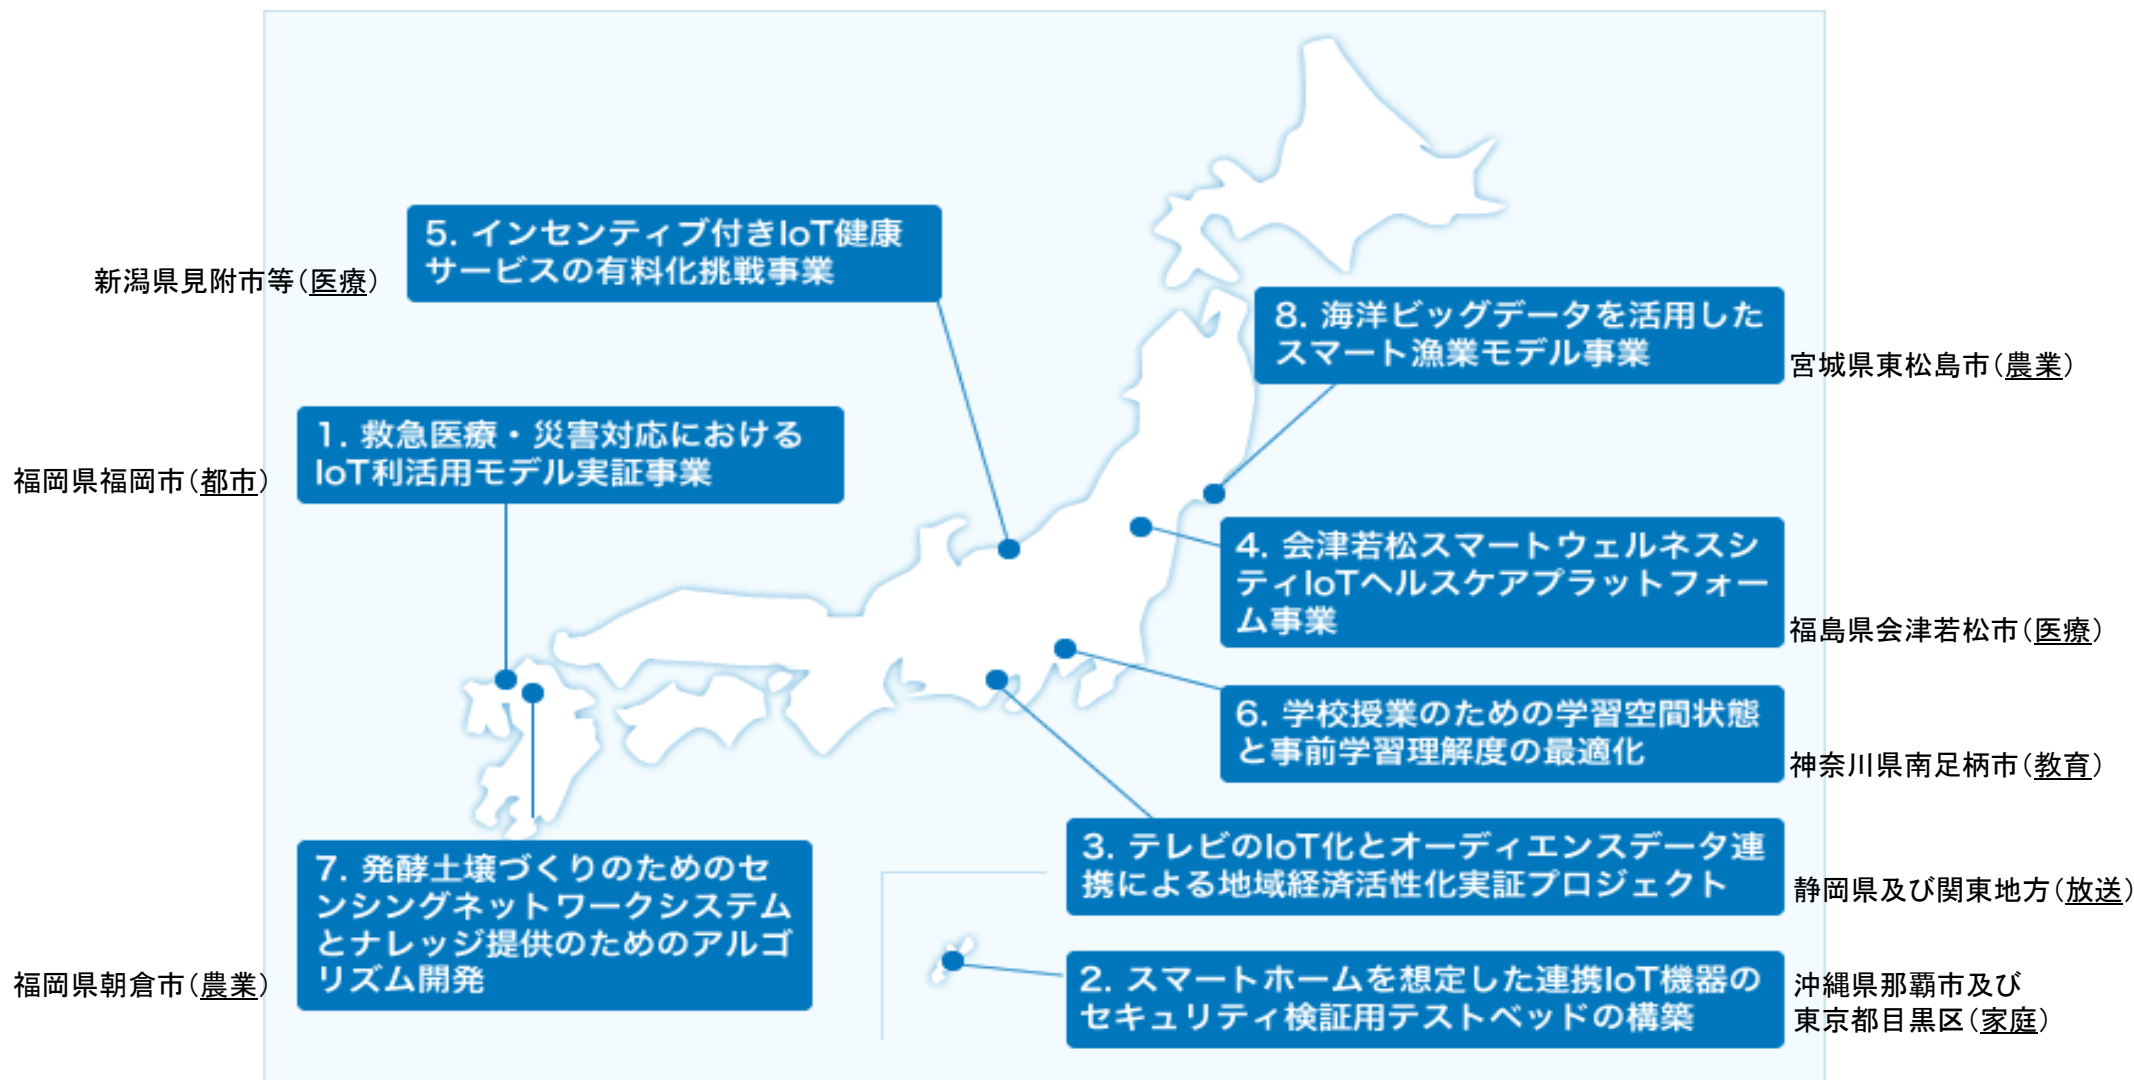 5. インセンティブ付きIoT健康
サービスの有料化挑戦事業
新潟県見附市等(医療)
8. 海洋ビッグデータを活用した
スマート漁業モデル事業
宮城県東松島市(農業)
1. 救急医療・災害対応における
IoT利活用モデル実証事業
福岡県福岡市(都市)
4. 会津若松スマートウェルネスシ
ティIoTヘルスケアプラットフォー
ム事業
福島県会津若松市(医療)
6. 学校授業のための学習空間状態
と事前学習理解度の最適化
神奈川県南足柄市(教育)
3. テレビのIoT化とオーディエンスデータ連
携による地域経済活性化実証プロジェクト
静岡県及び関東地方(放送)
7. 発酵土壌づくりのためのセ
ンシングネットワークシステム
とナレッジ提供のためのアルゴ
リズム開発
福岡県朝倉市(農業)
2. スマートホームを想定した連携IoT機器の
セキュリティ検証用テストベッドの構築
沖縄県那覇市及び
東京都目黒区(家庭)